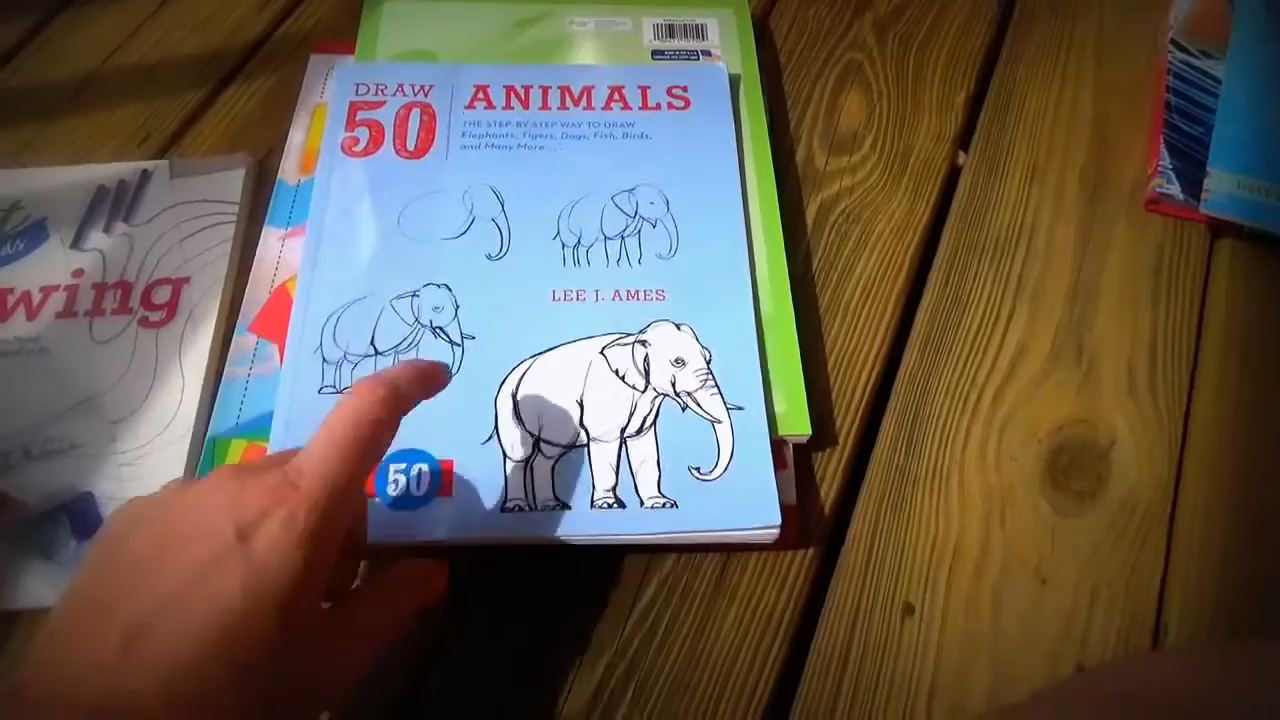 DRAW
50
ANIMALS
THE STEP-BY-STEP WAY TO DRAW
Elephants, Tigers, Dogs, Fish, Birds,
and Many More....
LEE J. AMES
50
wing